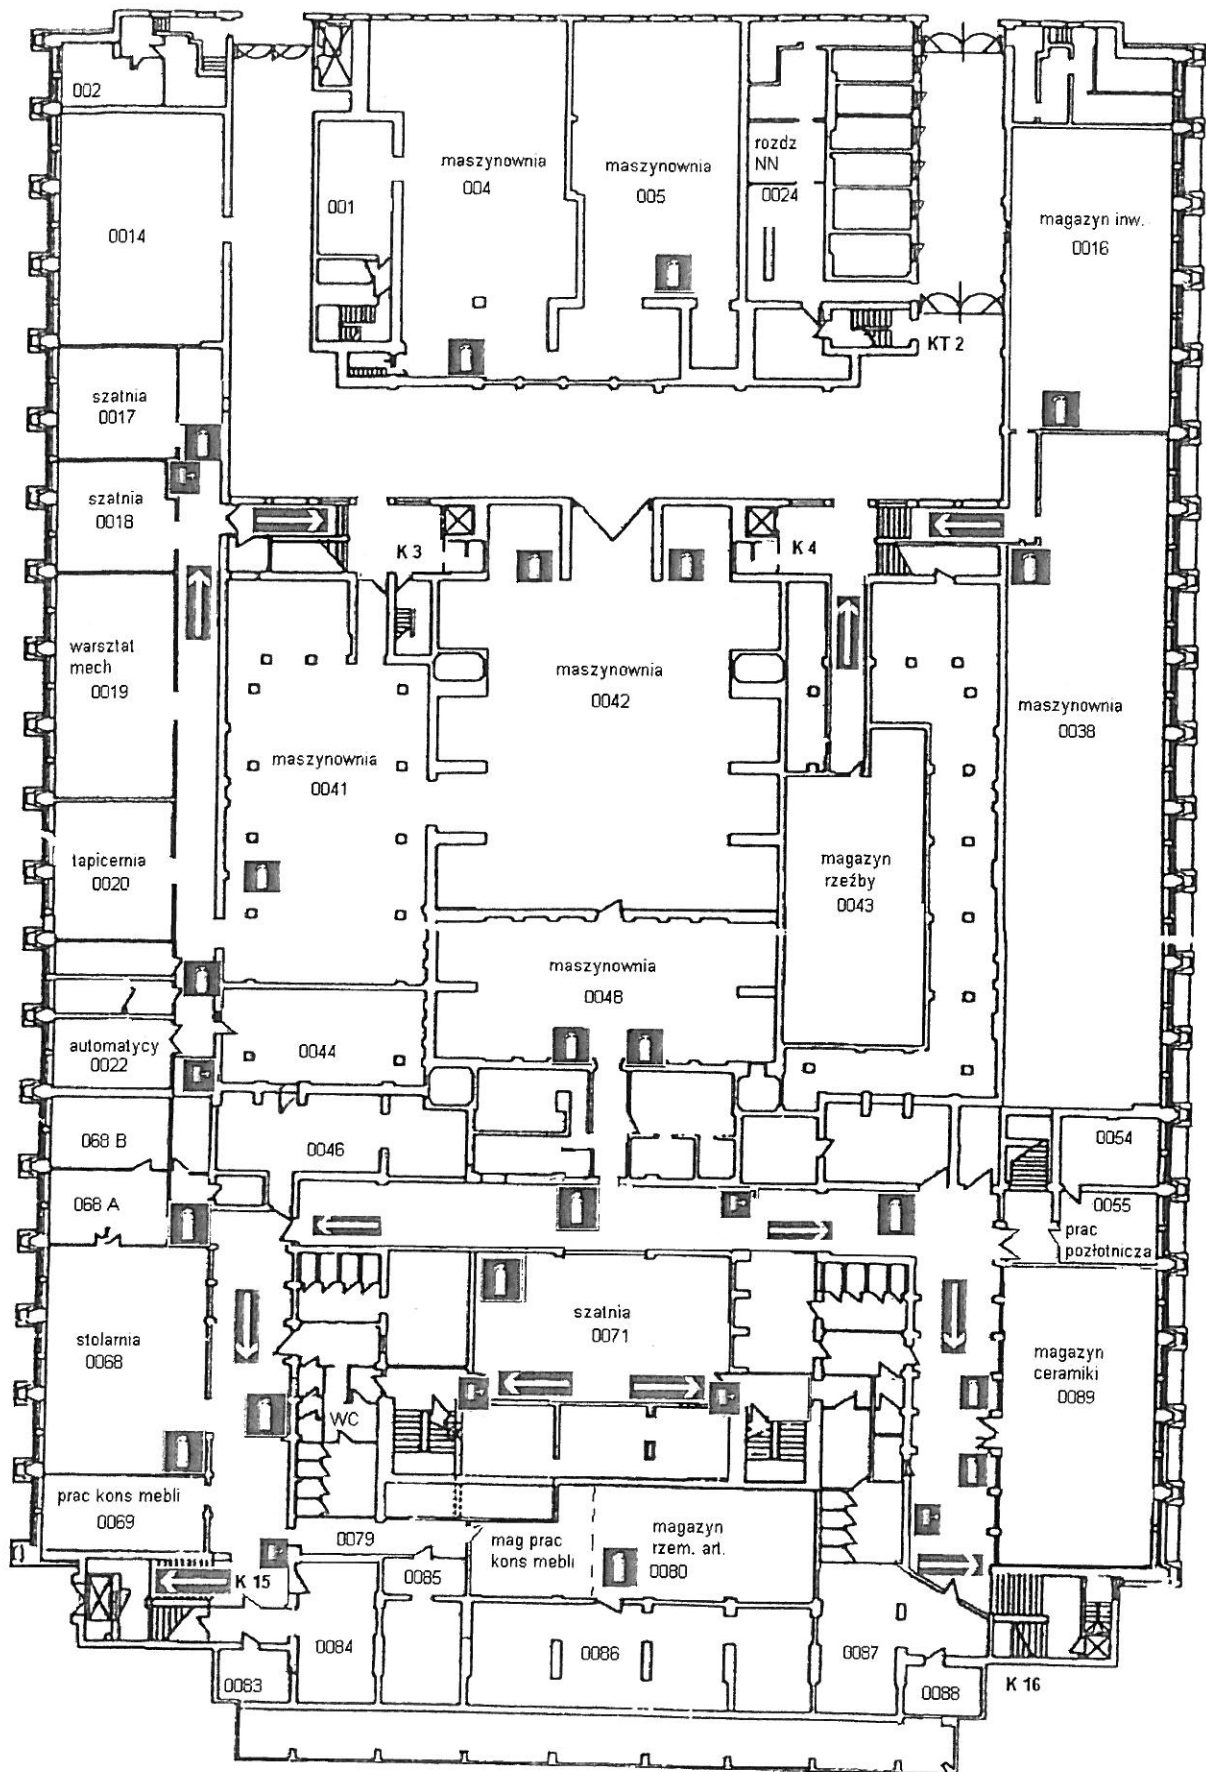 002
maszynownia
004
maszynownia
005
rozdz
NN
0024
001
0014
magazyn inw.
0016
KT 2
szatnia
0017
szatnia
0018
K 3
K 4
warsztat
mech
0019
maszynownia
0042
maszynownia
0038
maszynownia
0041
tapicernia
0020
magazyn
rzeźby
0043
maszynownia
0048
automatycy
0022
0044
068 B
0046
0054
068 A
0055
prac
pozłotnicza
stolarnia
0068
szatnia
0071
magazyn
ceramiki
0089
WC
prac kons mebli
0069
0079
mag prac
kons mebli
magazyn
rzem. art.
0080
K 15
0085
0084
0086
0087
0083
0088
K 16